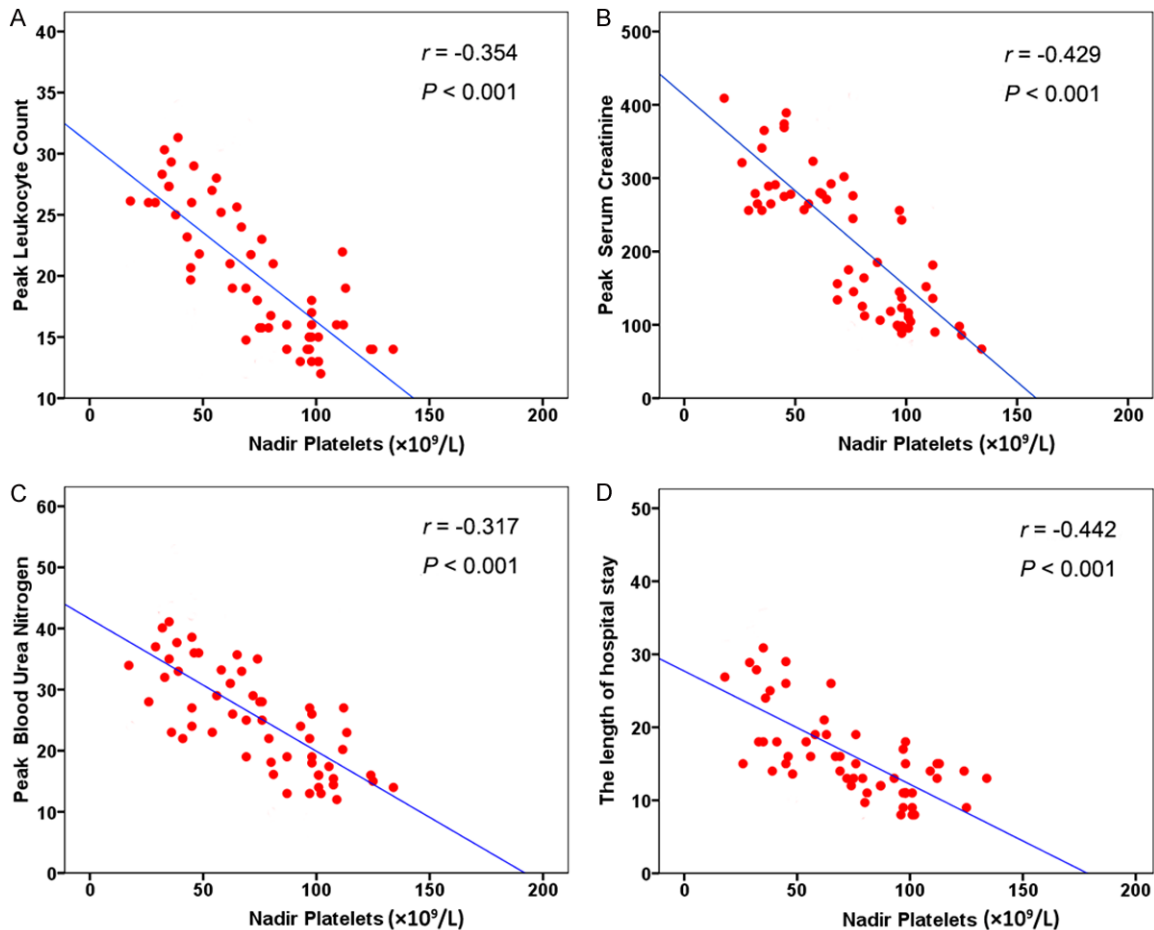 A
r = -0.354
P < 0.001
Peak Leukocyte Count
40
35
30
25
20
15
10
0 50 100 150 200
Nadir Platelets (×10⁹/L)
B
r = -0.429
P < 0.001
Peak Serum Creatinine
500
400
300
200
100
0
0 50 100 150 200
Nadir Platelets (×10⁹/L)
C
r = -0.317
P < 0.001
Peak Blood Urea Nitrogen
60
50
40
30
20
10
0
0 50 100 150 200
Nadir Platelets (×10⁹/L)
D
r = -0.442
P < 0.001
The length of hospital stay
50
40
30
20
10
0
0 50 100 150 200
Nadir Platelets (×10⁹/L)